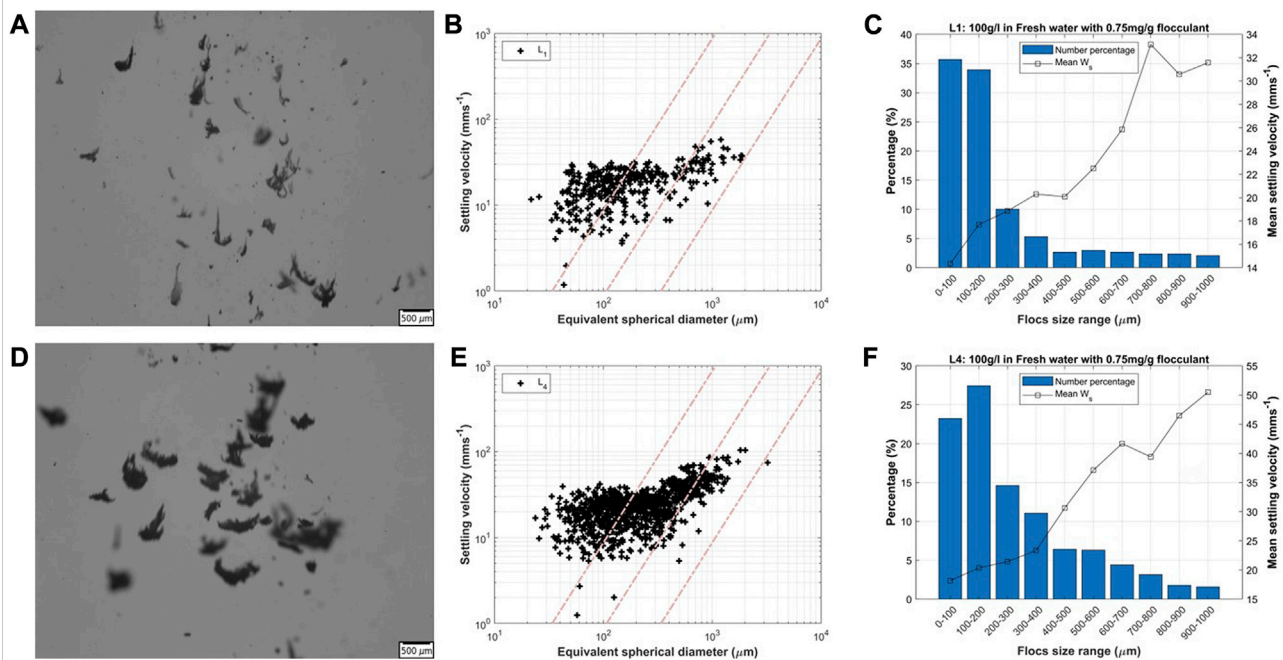 A
500 μm
B
L1
10³
10²
10¹
10⁰
Settling velocity (mms⁻¹)
10¹
10²
10³
10⁴
Equivalent spherical diameter (μm)
C
L1: 100g/l in Fresh water with 0.75mg/g flocculant
Number percentage
Mean Ws
40
35
30
25
20
15
10
5
0
Percentage (%)
34
32
30
28
26
24
22
20
18
16
14
Mean settling velocity (mms⁻¹)
0-100
100-200
200-300
300-400
400-500
500-600
600-700
700-800
800-900
900-1000
Flocs size range (μm)
D
500 μm
E
L4
10³
10²
10¹
10⁰
Settling velocity (mms⁻¹)
10¹
10²
10³
10⁴
Equivalent spherical diameter (μm)
F
L4: 100g/l in Fresh water with 0.75mg/g flocculant
Number percentage
Mean Ws
30
25
20
15
10
5
0
Percentage (%)
55
50
45
40
35
30
25
20
15
Mean settling velocity (mms⁻¹)
0-100
100-200
200-300
300-400
400-500
500-600
600-700
700-800
800-900
900-1000
Flocs size range (μm)